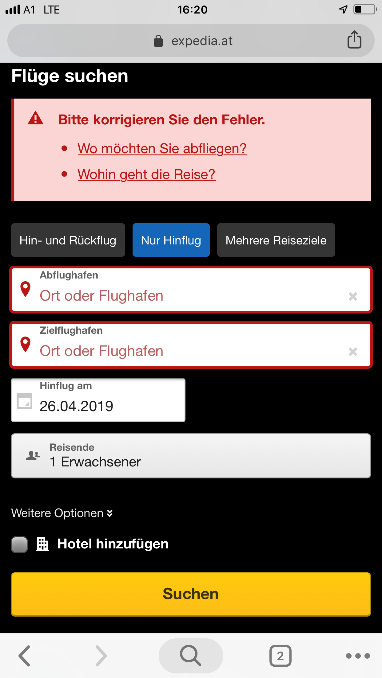 A1 LTE 16:20
expedia.at
Flüge suchen
Bitte korrigieren Sie den Fehler.
Wo möchten Sie abfliegen?
Wohin geht die Reise?
Hin- und Rückflug Nur Hinflug Mehrere Reiseziele
Abflughafen
Ort oder Flughafen
Zielflughafen
Ort oder Flughafen
Hinflug am
26.04.2019
Reisende
1 Erwachsener
Weitere Optionen
Hotel hinzufügen
Suchen
2